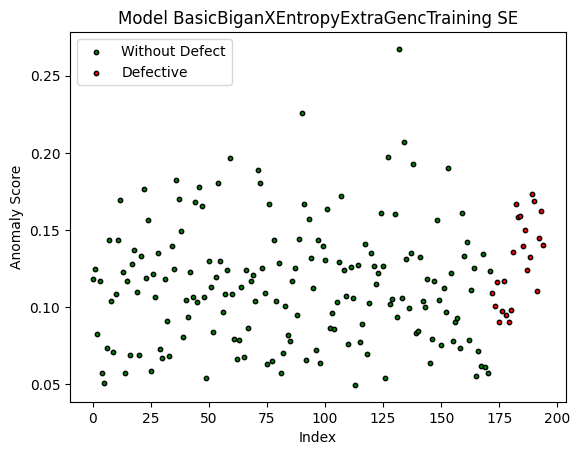 Model BasicBiganXEntropyExtraGencTraining SE
Without Defect
Defective
0.25
0.20
0.15
0.10
0.05
Anomaly Score
0 25 50 75 100 125 150 175 200
Index